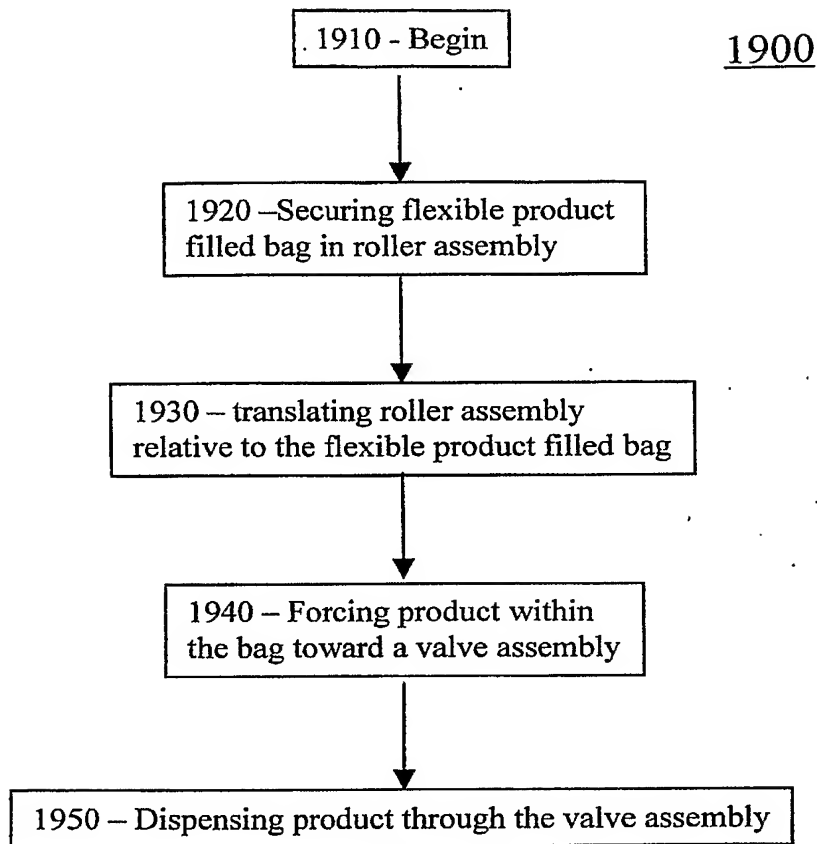 1910 - Begin
1900
1920 –Securing flexible product
filled bag in roller assembly
1930 – translating roller assembly
relative to the flexible product filled bag
1940 – Forcing product within
the bag toward a valve assembly
1950 – Dispensing product through the valve assembly